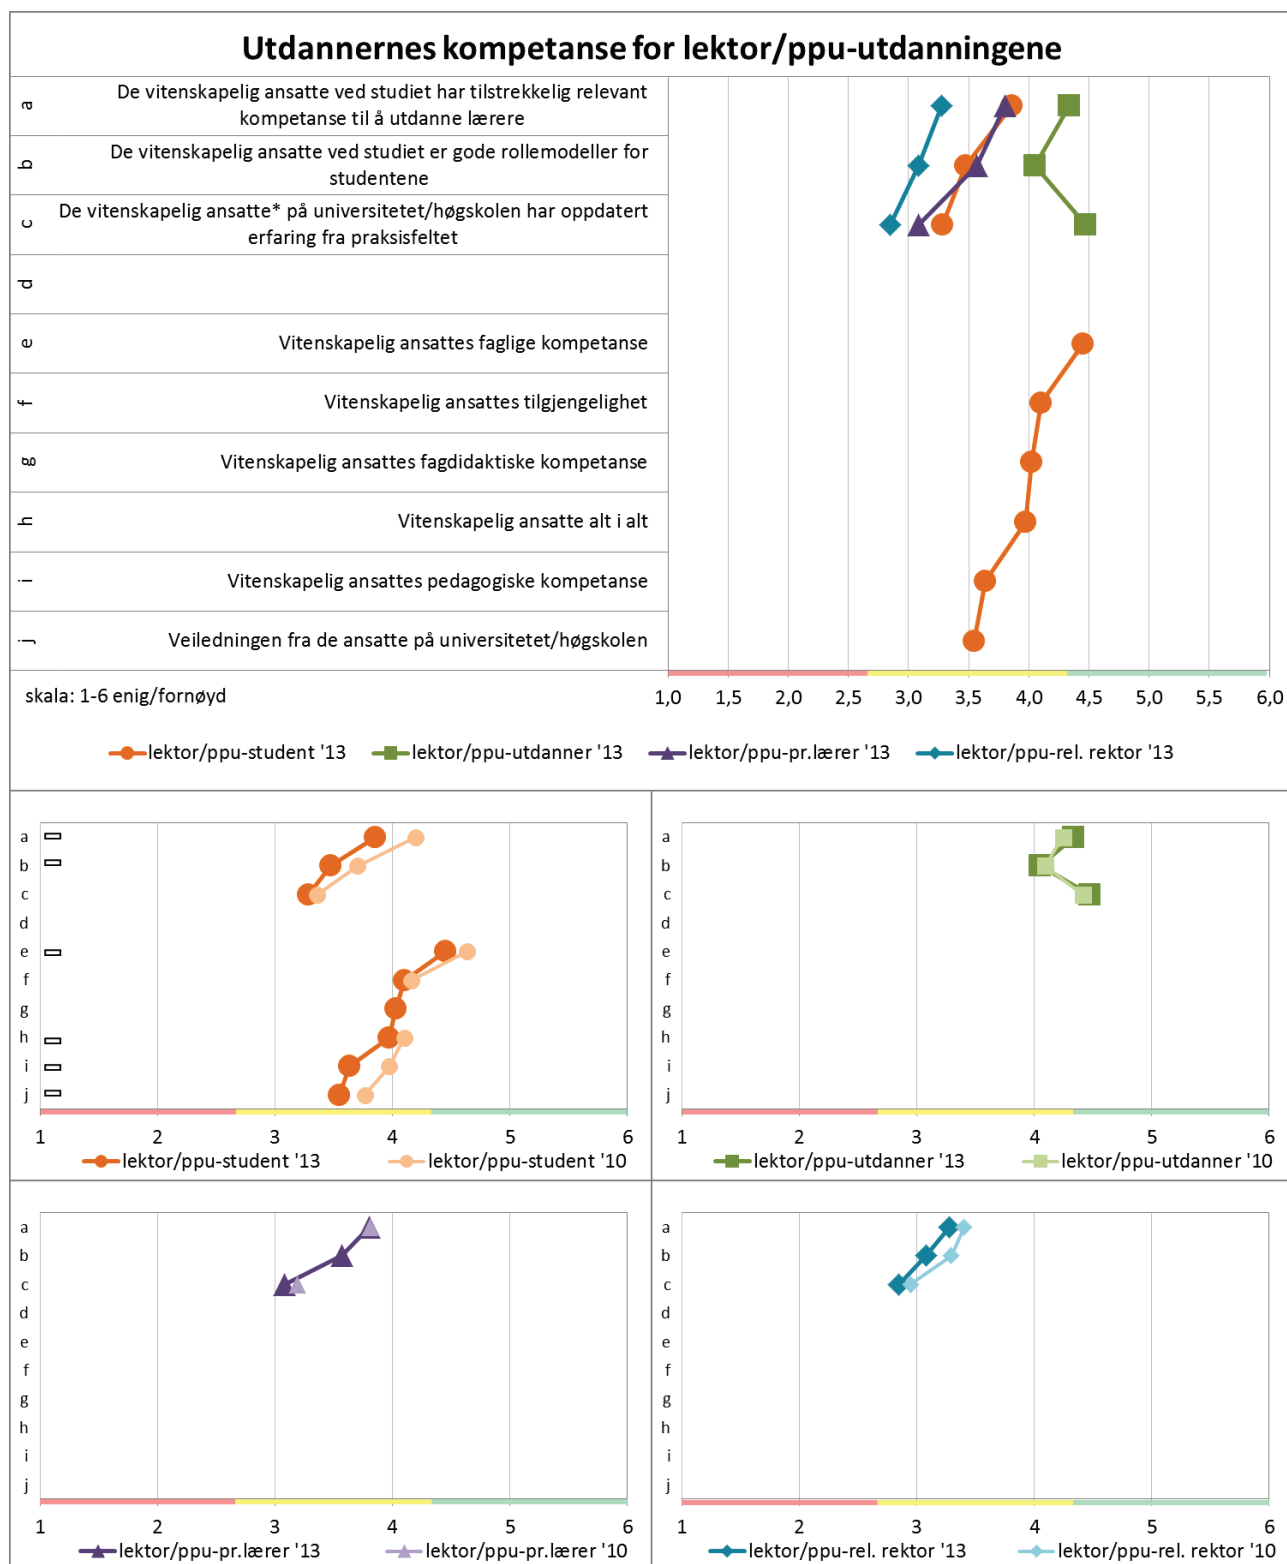 Utdannernes kompetanse for lektor/ppu-utdanningene
a
De vitenskapelig ansatte ved studiet har tilstrekkelig relevant
kompetanse til å utdanne lærere
b
De vitenskapelig ansatte ved studiet er gode rollemodeller for
studentene
c
De vitenskapelig ansatte* på universitetet/høgskolen har oppdatert
erfaring fra praksisfeltet
d
e
Vitenskapelig ansattes faglige kompetanse
f
Vitenskapelig ansattes tilgjengelighet
g
Vitenskapelig ansattes fagdidaktiske kompetanse
h
Vitenskapelig ansatte alt i alt
i
Vitenskapelig ansattes pedagogiske kompetanse
j
Veiledningen fra de ansatte på universitetet/høgskolen
skala: 1-6 enig/fornøyd
1,0 1,5 2,0 2,5 3,0 3,5 4,0 4,5 5,0 5,5 6,0
lektor/ppu-student '13 lektor/ppu-utdanner '13 lektor/ppu-pr.lærer '13 lektor/ppu-rel. rektor '13
a
b
c
d
e
f
g
h
i
j
1 2 3 4 5 6
lektor/ppu-student '13 lektor/ppu-student '10
a
b
c
d
e
f
g
h
i
j
1 2 3 4 5 6
lektor/ppu-utdanner '13 lektor/ppu-utdanner '10
a
b
c
d
e
f
g
h
i
j
1 2 3 4 5 6
lektor/ppu-pr.lærer '13 lektor/ppu-pr.lærer '10
a
b
c
d
e
f
g
h
i
j
1 2 3 4 5 6
lektor/ppu-rel. rektor '13 lektor/ppu-rel. rektor '10